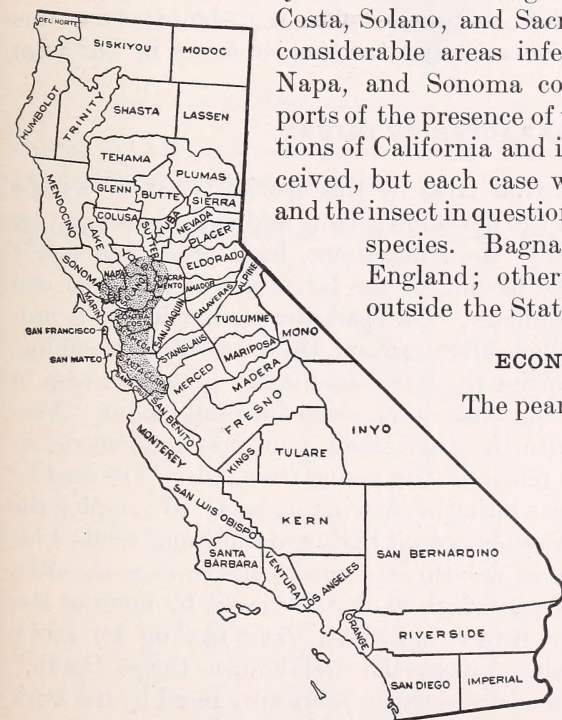 Costa, Solano, and Sacr
considerable areas infe
Napa, and Sonoma co
ports of the presence of
tions of California and i
ceived, but each case w
and the insect in question
species. Bagna
England; other
outside the Stat
ECON
The pear
DEL NORTE
SISKIYOU
MODOC
HUMBOLDT
TRINITY
SHASTA
LASSEN
TEHAMA
PLUMAS
MENDOCINO
GLENN
BUTTE
SIERRA
COLUSA
LAKE
SUTTER
YUBA
NEVADA
PLACER
ELDORADO
SONOMA
NAPA
YOLO
SACRA
MENTO
AMADOR
ALPINE
MARIN
CALAVERAS
SAN JOAQUIN
TUOLUMNE
MONO
SAN FRANCISCO
SAN MATEO
STANISLAUS
MARIPOSA
MERCED
MADERA
SAN BENITO
FRESNO
INYO
MONTEREY
KINGS
TULARE
SAN LUIS OBISPO
KERN
SAN BERNARDINO
SANTA
BARBARA
VENTURA
LOS ANGELES
ORANGE
RIVERSIDE
SAN DIEGO
IMPERIAL